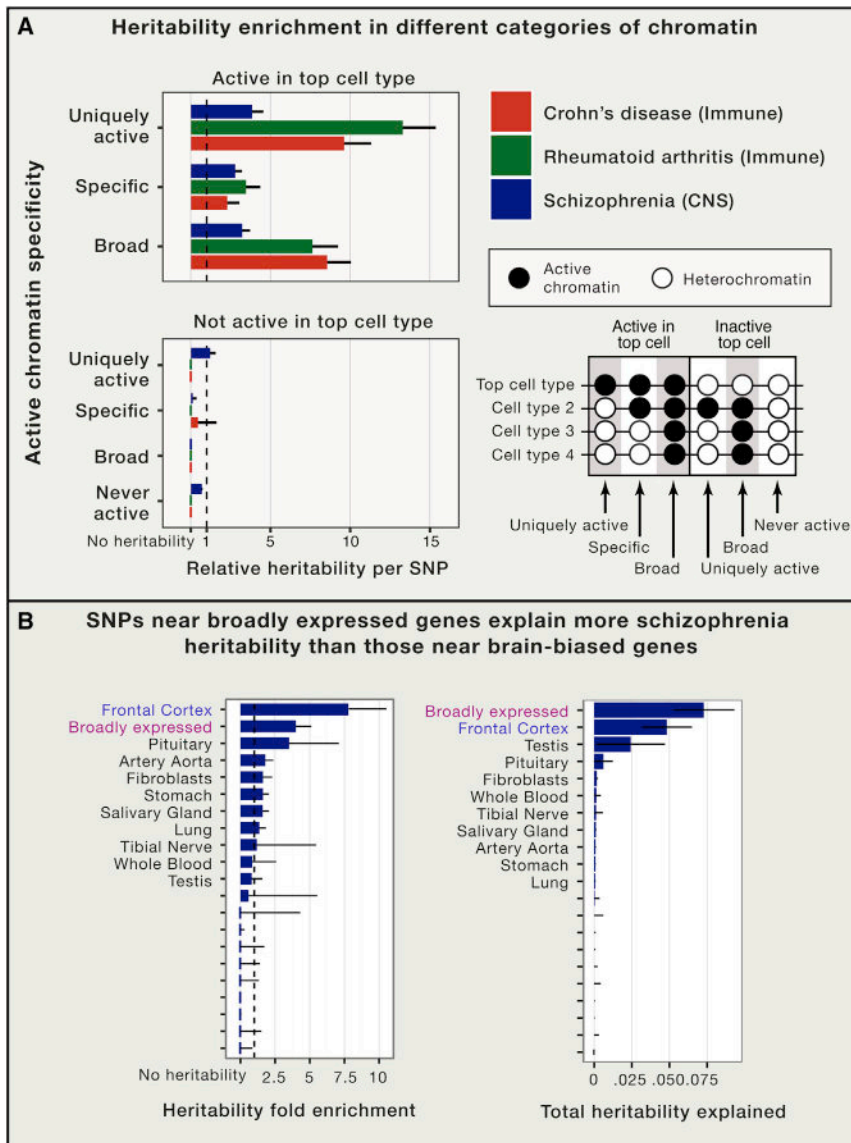 A
Heritability enrichment in different categories of chromatin
Active in top cell type
Active chromatin specificity
Uniquely
active
Specific
Broad
Not active in top cell type
Uniquely
active
Specific
Broad
Never
active
No heritability 1 5 10 15
Relative heritability per SNP
Crohn's disease (Immune)
Rheumatoid arthritis (Immune)
Schizophrenia (CNS)
Active
chromatin
Heterochromatin
Active in
top cell
Inactive
top cell
Top cell type
Cell type 2
Cell type 3
Cell type 4
Uniquely active
Never active
Specific
Broad
Broad
Uniquely active
B
SNPs near broadly expressed genes explain more schizophrenia
heritability than those near brain-biased genes
Frontal Cortex
Broadly expressed
Pituitary
Artery Aorta
Fibroblasts
Stomach
Salivary Gland
Lung
Tibial Nerve
Whole Blood
Testis
No heritability 2.5 5 7.5 10
Heritability fold enrichment
Broadly expressed
Frontal Cortex
Testis
Pituitary
Fibroblasts
Whole Blood
Tibial Nerve
Salivary Gland
Artery Aorta
Stomach
Lung
0 .025 .050 .075
Total heritability explained